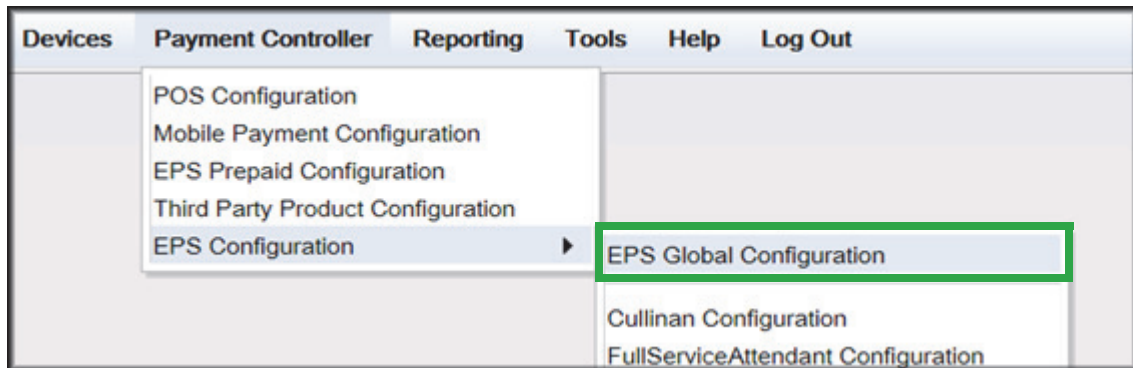 Devices Payment Controller Reporting Tools Help Log Out
POS Configuration
Mobile Payment Configuration
EPS Prepaid Configuration
Third Party Product Configuration
EPS Configuration
EPS Global Configuration
Cullinan Configuration
FullServiceAttendant Configuration